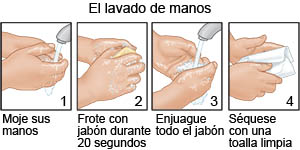 El lavado de manos
1
2
3
4
Moje sus
manos
Frote con
jabón durante
20 segundos
Enjuague
todo el jabón
Séquese
con una
toalla limpia